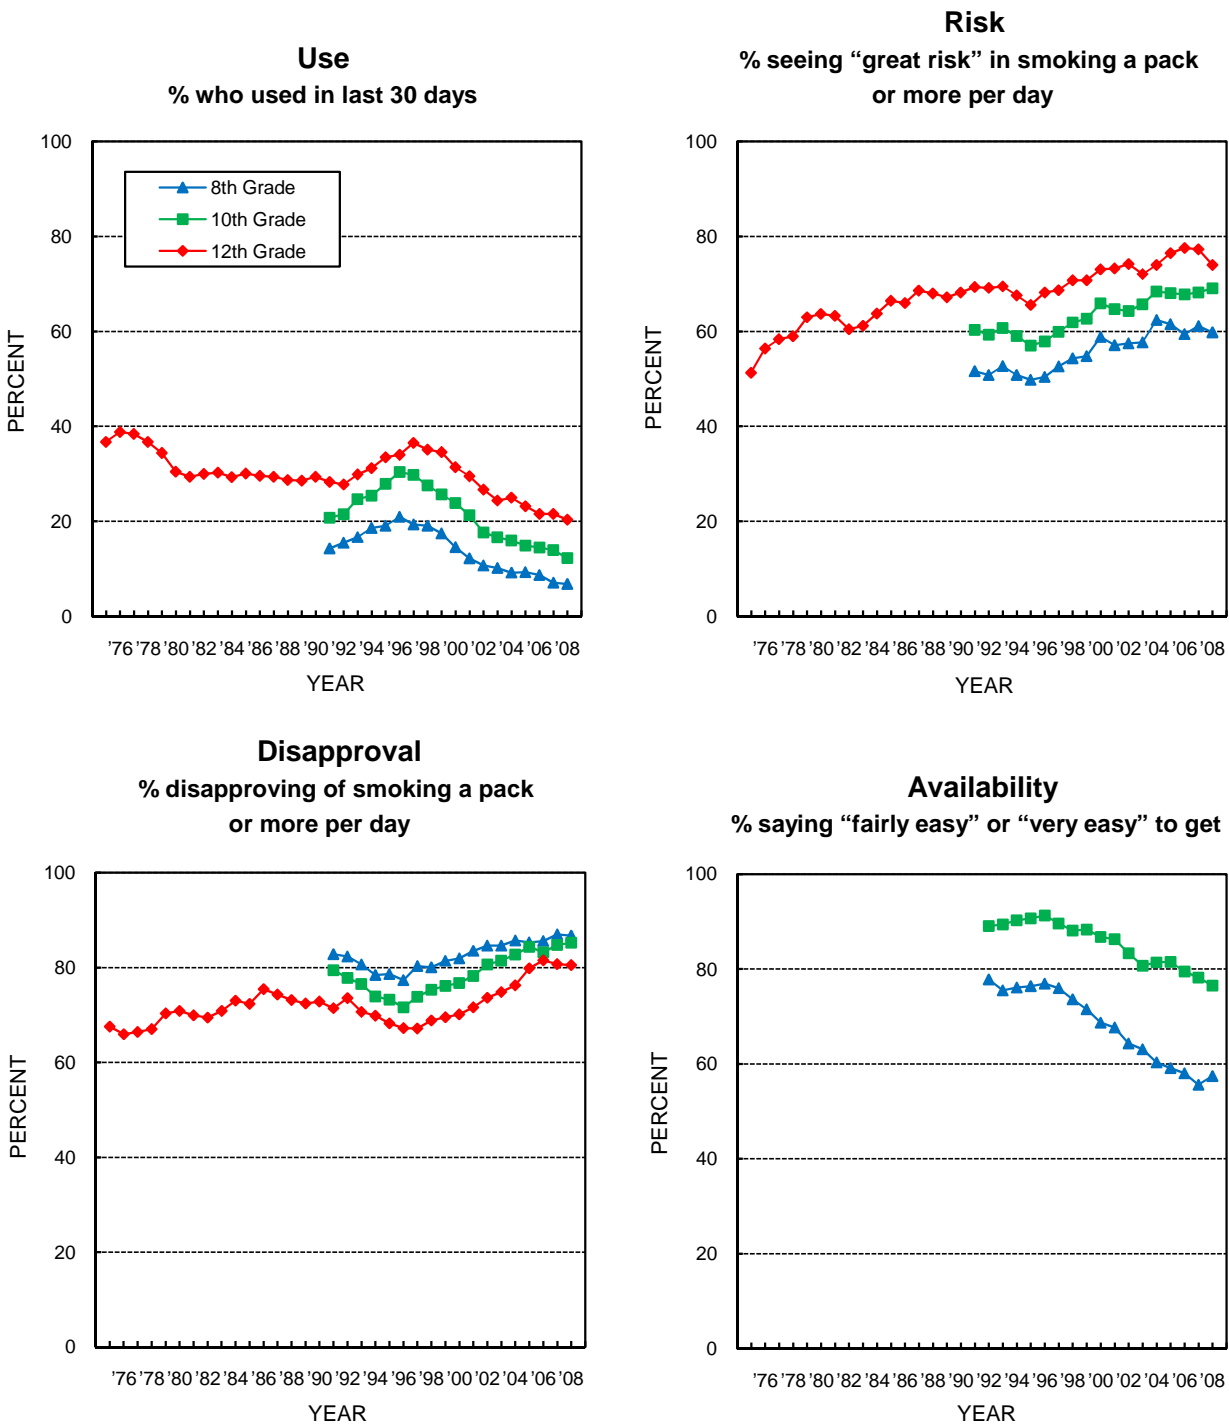 Use
% who used in last 30 days
100
80
60
40
20
0
PERCENT
8th Grade
10th Grade
12th Grade
’76 ’78 ’80 ’82 ’84 ’86 ’88 ’90 ’92 ’94 ’96 ’98 ’00 ’02 ’04 ’06 ’08
YEAR
Risk
% seeing “great risk” in smoking a pack
or more per day
100
80
60
40
20
0
PERCENT
’76 ’78 ’80 ’82 ’84 ’86 ’88 ’90 ’92 ’94 ’96 ’98 ’00 ’02 ’04 ’06 ’08
YEAR
Disapproval
% disapproving of smoking a pack
or more per day
100
80
60
40
20
0
PERCENT
’76 ’78 ’80 ’82 ’84 ’86 ’88 ’90 ’92 ’94 ’96 ’98 ’00 ’02 ’04 ’06 ’08
YEAR
Availability
% saying “fairly easy” or “very easy” to get
100
80
60
40
20
0
PERCENT
’76 ’78 ’80 ’82 ’84 ’86 ’88 ’90 ’92 ’94 ’96 ’98 ’00 ’02 ’04 ’06 ’08
YEAR